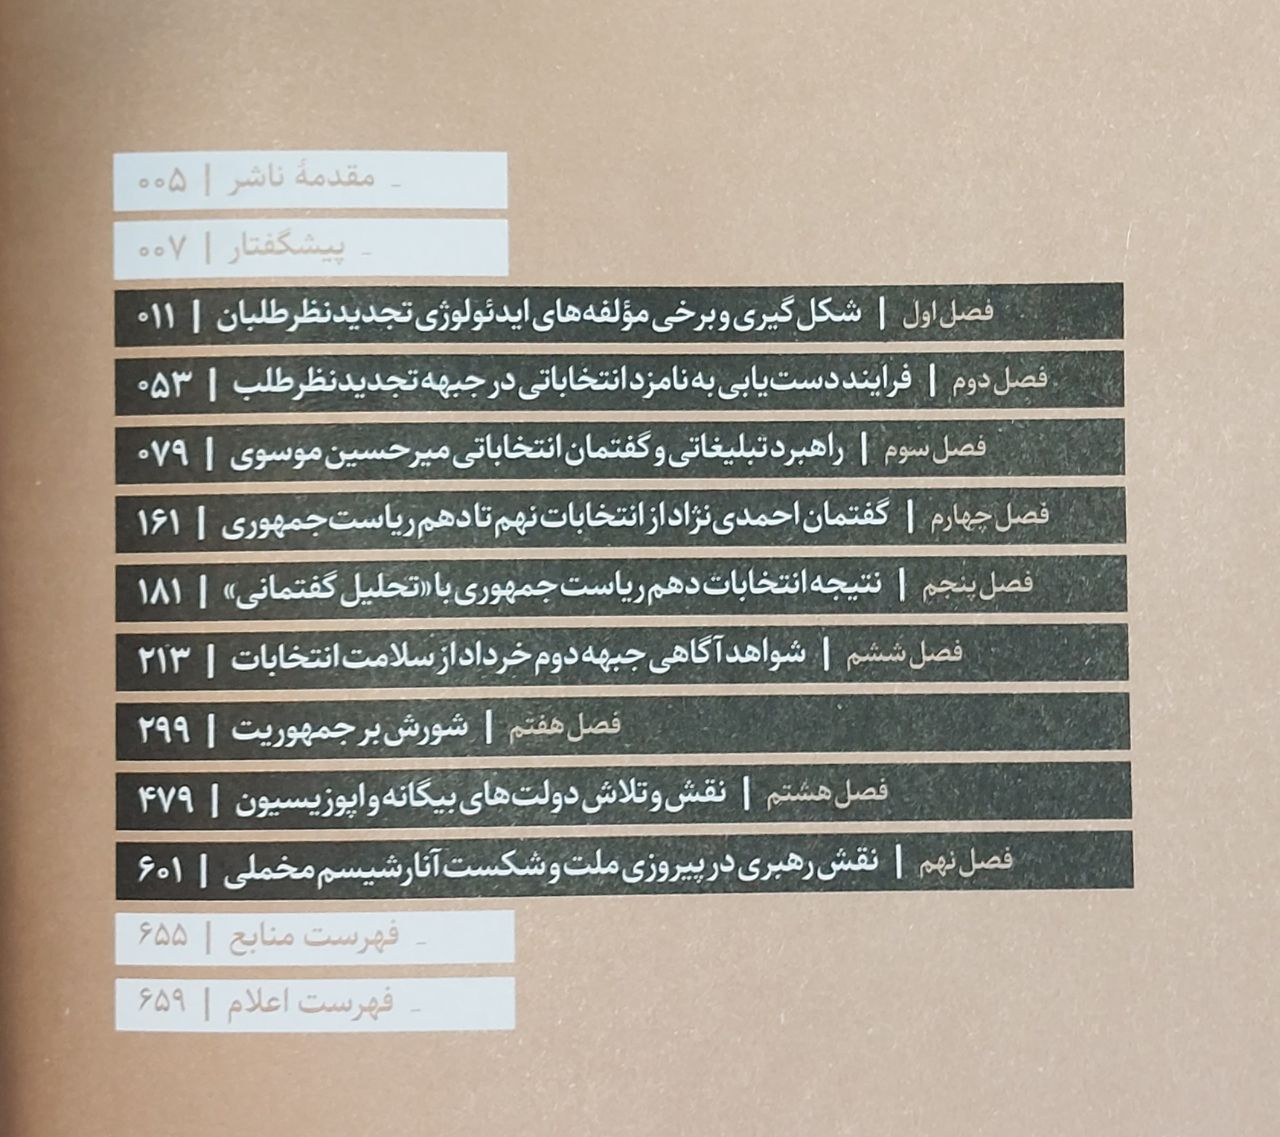 _ مقدمهٔ ناشر | ۰۰۵
_ پیشگفتار | ۰۰۷
فصل اول | شکل‌گیری و برخی مؤلفه‌های ایدئولوژی تجدیدنظرطلبان | ۰۱۱
فصل دوم | فرایند دست‌یابی به نامزد انتخاباتی در جبهه تجدیدنظرطلب | ۰۵۳
فصل سوم | راهبرد تبلیغاتی و گفتمان انتخاباتی میرحسین موسوی | ۰۷۹
فصل چهارم | گفتمان احمدی‌نژاد از انتخابات نهم تا دهم ریاست‌جمهوری | ۱۶۱
فصل پنجم | نتیجه انتخابات دهم ریاست‌جمهوری با «تحلیل گفتمانی» | ۱۸۱
فصل ششم | شواهد آگاهی جبهه دوم خرداد از سلامت انتخابات | ۲۱۳
فصل هفتم | شورش بر جمهوریت | ۲۹۹
فصل هشتم | نقش و تلاش دولت‌های بیگانه و اپوزیسیون | ۴۷۹
فصل نهم | نقش رهبری در پیروزی ملت و شکست آنارشیسم مخملی | ۶۰۱
_ فهرست منابع | ۶۵۵
_ فهرست اعلام | ۶۵۹